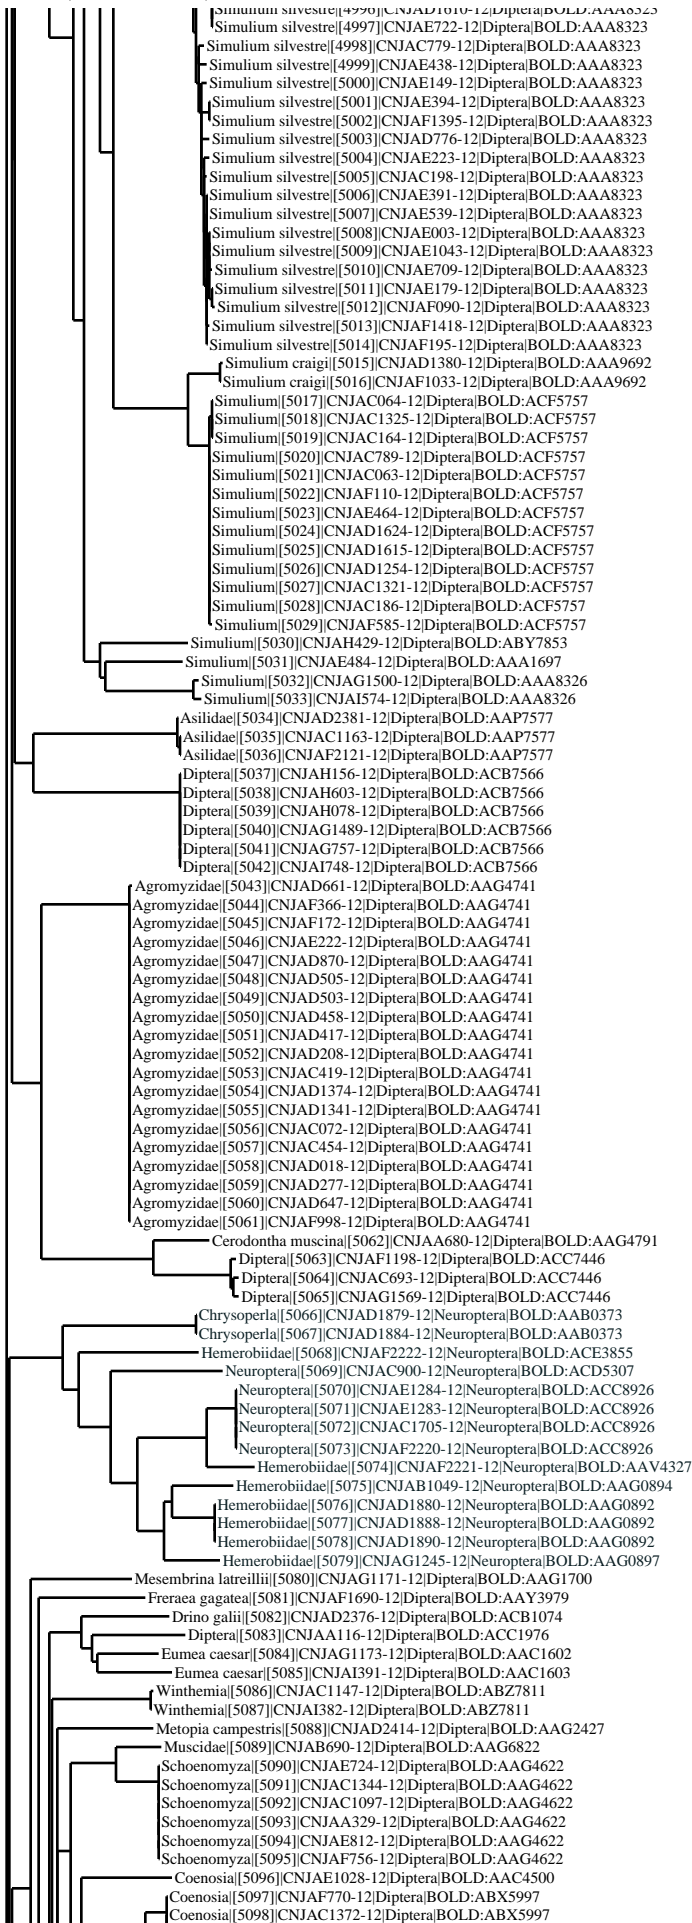 Simulium silvestre|[4996]|CNJAD1610-12|Diptera|BOLD:AAA8323
Simulium silvestre|[4997]|CNJAE722-12|Diptera|BOLD:AAA8323
Simulium silvestre|[4998]|CNJAC779-12|Diptera|BOLD:AAA8323
Simulium silvestre|[4999]|CNJAE438-12|Diptera|BOLD:AAA8323
Simulium silvestre|[5000]|CNJAE149-12|Diptera|BOLD:AAA8323
Simulium silvestre|[5001]|CNJAE394-12|Diptera|BOLD:AAA8323
Simulium silvestre|[5002]|CNJAF1395-12|Diptera|BOLD:AAA8323
Simulium silvestre|[5003]|CNJAD776-12|Diptera|BOLD:AAA8323
Simulium silvestre|[5004]|CNJAE223-12|Diptera|BOLD:AAA8323
Simulium silvestre|[5005]|CNJAC198-12|Diptera|BOLD:AAA8323
Simulium silvestre|[5006]|CNJAE391-12|Diptera|BOLD:AAA8323
Simulium silvestre|[5007]|CNJAE539-12|Diptera|BOLD:AAA8323
Simulium silvestre|[5008]|CNJAE003-12|Diptera|BOLD:AAA8323
Simulium silvestre|[5009]|CNJAE1043-12|Diptera|BOLD:AAA8323
Simulium silvestre|[5010]|CNJAE709-12|Diptera|BOLD:AAA8323
Simulium silvestre|[5011]|CNJAE179-12|Diptera|BOLD:AAA8323
Simulium silvestre|[5012]|CNJAF090-12|Diptera|BOLD:AAA8323
Simulium silvestre|[5013]|CNJAF1418-12|Diptera|BOLD:AAA8323
Simulium silvestre|[5014]|CNJAF195-12|Diptera|BOLD:AAA8323
Simulium craigi|[5015]|CNJAD1380-12|Diptera|BOLD:AAA9692
Simulium craigi|[5016]|CNJAF1033-12|Diptera|BOLD:AAA9692
Simulium|[5017]|CNJAC064-12|Diptera|BOLD:ACF5757
Simulium|[5018]|CNJAC1325-12|Diptera|BOLD:ACF5757
Simulium|[5019]|CNJAC164-12|Diptera|BOLD:ACF5757
Simulium|[5020]|CNJAC789-12|Diptera|BOLD:ACF5757
Simulium|[5021]|CNJAC063-12|Diptera|BOLD:ACF5757
Simulium|[5022]|CNJAF110-12|Diptera|BOLD:ACF5757
Simulium|[5023]|CNJAE464-12|Diptera|BOLD:ACF5757
Simulium|[5024]|CNJAD1624-12|Diptera|BOLD:ACF5757
Simulium|[5025]|CNJAD1615-12|Diptera|BOLD:ACF5757
Simulium|[5026]|CNJAD1254-12|Diptera|BOLD:ACF5757
Simulium|[5027]|CNJAC1321-12|Diptera|BOLD:ACF5757
Simulium|[5028]|CNJAC186-12|Diptera|BOLD:ACF5757
Simulium|[5029]|CNJAF585-12|Diptera|BOLD:ACF5757
Simulium|[5030]|CNJAH429-12|Diptera|BOLD:ABY7853
Simulium|[5031]|CNJAE484-12|Diptera|BOLD:AAA1697
Simulium|[5032]|CNJAG1500-12|Diptera|BOLD:AAA8326
Simulium|[5033]|CNJAI574-12|Diptera|BOLD:AAA8326
Asilidae|[5034]|CNJAD2381-12|Diptera|BOLD:AAP7577
Asilidae|[5035]|CNJAC1163-12|Diptera|BOLD:AAP7577
Asilidae|[5036]|CNJAF2121-12|Diptera|BOLD:AAP7577
Diptera|[5037]|CNJAH156-12|Diptera|BOLD:ACB7566
Diptera|[5038]|CNJAH603-12|Diptera|BOLD:ACB7566
Diptera|[5039]|CNJAH078-12|Diptera|BOLD:ACB7566
Diptera|[5040]|CNJAG1489-12|Diptera|BOLD:ACB7566
Diptera|[5041]|CNJAG757-12|Diptera|BOLD:ACB7566
Diptera|[5042]|CNJAI748-12|Diptera|BOLD:ACB7566
Agromyzidae|[5043]|CNJAD661-12|Diptera|BOLD:AAG4741
Agromyzidae|[5044]|CNJAF366-12|Diptera|BOLD:AAG4741
Agromyzidae|[5045]|CNJAF172-12|Diptera|BOLD:AAG4741
Agromyzidae|[5046]|CNJAE222-12|Diptera|BOLD:AAG4741
Agromyzidae|[5047]|CNJAD870-12|Diptera|BOLD:AAG4741
Agromyzidae|[5048]|CNJAD505-12|Diptera|BOLD:AAG4741
Agromyzidae|[5049]|CNJAD503-12|Diptera|BOLD:AAG4741
Agromyzidae|[5050]|CNJAD458-12|Diptera|BOLD:AAG4741
Agromyzidae|[5051]|CNJAD417-12|Diptera|BOLD:AAG4741
Agromyzidae|[5052]|CNJAD208-12|Diptera|BOLD:AAG4741
Agromyzidae|[5053]|CNJAC419-12|Diptera|BOLD:AAG4741
Agromyzidae|[5054]|CNJAD1374-12|Diptera|BOLD:AAG4741
Agromyzidae|[5055]|CNJAD1341-12|Diptera|BOLD:AAG4741
Agromyzidae|[5056]|CNJAC072-12|Diptera|BOLD:AAG4741
Agromyzidae|[5057]|CNJAC454-12|Diptera|BOLD:AAG4741
Agromyzidae|[5058]|CNJAD018-12|Diptera|BOLD:AAG4741
Agromyzidae|[5059]|CNJAD277-12|Diptera|BOLD:AAG4741
Agromyzidae|[5060]|CNJAD647-12|Diptera|BOLD:AAG4741
Agromyzidae|[5061]|CNJAF998-12|Diptera|BOLD:AAG4741
Cerodontha muscina|[5062]|CNJAA680-12|Diptera|BOLD:AAG4791
Diptera|[5063]|CNJAF1198-12|Diptera|BOLD:ACC7446
Diptera|[5064]|CNJAC693-12|Diptera|BOLD:ACC7446
Diptera|[5065]|CNJAG1569-12|Diptera|BOLD:ACC7446
Chrysoperla|[5066]|CNJAD1879-12|Neuroptera|BOLD:AAB0373
Chrysoperla|[5067]|CNJAD1884-12|Neuroptera|BOLD:AAB0373
Hemerobiidae|[5068]|CNJAF2222-12|Neuroptera|BOLD:ACE3855
Neuroptera|[5069]|CNJAC900-12|Neuroptera|BOLD:ACD5307
Neuroptera|[5070]|CNJAE1284-12|Neuroptera|BOLD:ACC8926
Neuroptera|[5071]|CNJAE1283-12|Neuroptera|BOLD:ACC8926
Neuroptera|[5072]|CNJAC1705-12|Neuroptera|BOLD:ACC8926
Neuroptera|[5073]|CNJAF2220-12|Neuroptera|BOLD:ACC8926
Hemerobiidae|[5074]|CNJAF2221-12|Neuroptera|BOLD:AAV4327
Hemerobiidae|[5075]|CNJAB1049-12|Neuroptera|BOLD:AAG0894
Hemerobiidae|[5076]|CNJAD1880-12|Neuroptera|BOLD:AAG0892
Hemerobiidae|[5077]|CNJAD1888-12|Neuroptera|BOLD:AAG0892
Hemerobiidae|[5078]|CNJAD1890-12|Neuroptera|BOLD:AAG0892
Hemerobiidae|[5079]|CNJAG1245-12|Neuroptera|BOLD:AAG0897
Mesembrina latreillii|[5080]|CNJAG1171-12|Diptera|BOLD:AAG1700
Freraea gagatea|[5081]|CNJAF1690-12|Diptera|BOLD:AAY3979
Drino galii|[5082]|CNJAD2376-12|Diptera|BOLD:ACB1074
Diptera|[5083]|CNJAA116-12|Diptera|BOLD:ACC1976
Eumea caesar|[5084]|CNJAG1173-12|Diptera|BOLD:AAC1602
Eumea caesar|[5085]|CNJAI391-12|Diptera|BOLD:AAC1603
Winthemia|[5086]|CNJAC1147-12|Diptera|BOLD:ABZ7811
Winthemia|[5087]|CNJAI382-12|Diptera|BOLD:ABZ7811
Metopia campestris|[5088]|CNJAD2414-12|Diptera|BOLD:AAG2427
Muscidae|[5089]|CNJAB690-12|Diptera|BOLD:AAG6822
Schoenomyza|[5090]|CNJAE724-12|Diptera|BOLD:AAG4622
Schoenomyza|[5091]|CNJAC1344-12|Diptera|BOLD:AAG4622
Schoenomyza|[5092]|CNJAC1097-12|Diptera|BOLD:AAG4622
Schoenomyza|[5093]|CNJAA329-12|Diptera|BOLD:AAG4622
Schoenomyza|[5094]|CNJAE812-12|Diptera|BOLD:AAG4622
Schoenomyza|[5095]|CNJAF756-12|Diptera|BOLD:AAG4622
Coenosia|[5096]|CNJAE1028-12|Diptera|BOLD:AAC4500
Coenosia|[5097]|CNJAF770-12|Diptera|BOLD:ABX5997
Coenosia|[5098]|CNJAC1372-12|Diptera|BOLD:ABX5997